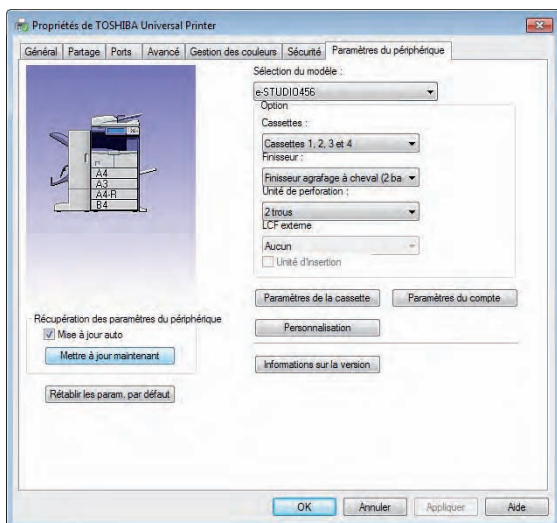 Propriétés de TOSHIBA Universal Printer
Général Partage Ports Avancé Gestion des couleurs Sécurité Paramètres du périphérique
Sélection du modèle :
e-STUDIO456
Option
Cassettes :
Cassettes 1, 2, 3 et 4
Finisseur :
Finisseur agrafage à cheval (2 ba
Unité de perforation :
2 trous
LCF externe
Aucun
Unité d'insertion
A4
A3
A4-R
B4
Paramètres de la cassette Paramètres du compte
Récupération des paramètres du périphérique
Mise à jour auto
Personnalisation
Mettre à jour maintenant
Informations sur la version
Rétablir les param. par défaut
OK Annuler Appliquer Aide